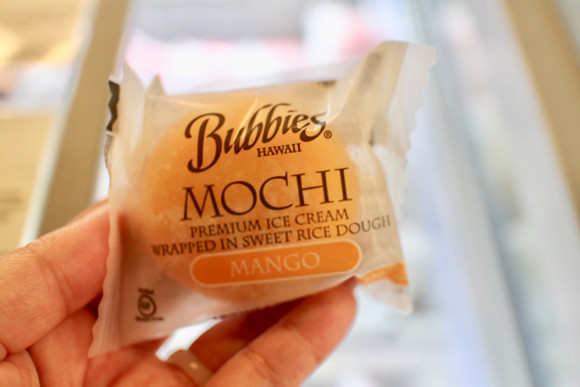 Bubbies®
HAWAII
MOCHI
PREMIUM ICE CREAM
WRAPPED IN SWEET RICE DOUGH
MANGO